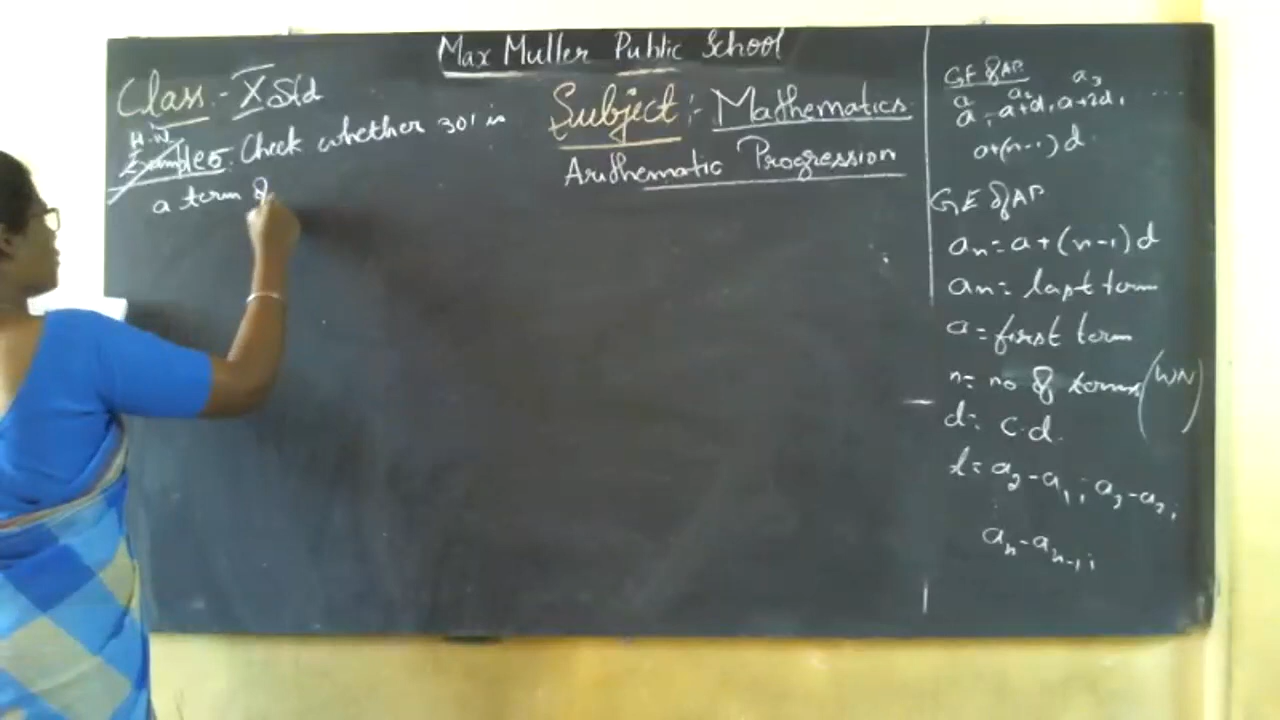 Max Muller Public School
Class - X Std
Subject : Mathematics
Arithematic Progression
H.W
Example 5. Check whether 301 is
a term of
GF of AP.
a a₂ a₃
a, a+d, a+2d, ....
a+(n-1)d.
GE of AP
aₙ = a + (n-1) d
aₙ = last term
a = first term
n = no of terms (WN)
d = c.d.
d = a₂ - a₁, a₃ - a₂,
aₙ - aₙ₋₁,